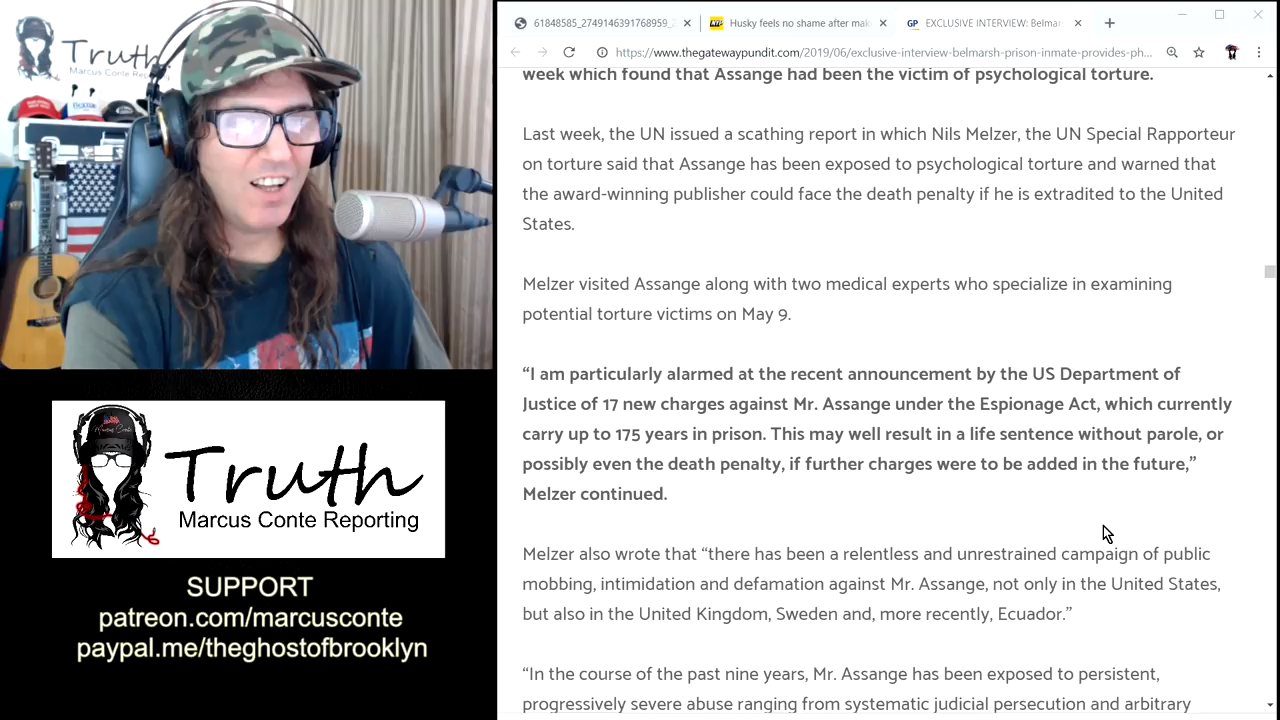 61848585_2749146391768959_2
Husky feels no shame after mak
GP EXCLUSIVE INTERVIEW: Belmar
https://www.thegatewaypundit.com/2019/06/exclusive-interview-belmarsh-prison-inmate-provides-ph...
Truth
Marcus Conte Reporting
week which found that Assange had been the victim of psychological torture.
Last week, the UN issued a scathing report in which Nils Melzer, the UN Special Rapporteur
on torture said that Assange has been exposed to psychological torture and warned that
the award-winning publisher could face the death penalty if he is extradited to the United
States.
Melzer visited Assange along with two medical experts who specialize in examining
potential torture victims on May 9.
“I am particularly alarmed at the recent announcement by the US Department of
Justice of 17 new charges against Mr. Assange under the Espionage Act, which currently
carry up to 175 years in prison. This may well result in a life sentence without parole, or
possibly even the death penalty, if further charges were to be added in the future,”
Melzer continued.
Melzer also wrote that “there has been a relentless and unrestrained campaign of public
mobbing, intimidation and defamation against Mr. Assange, not only in the United States,
but also in the United Kingdom, Sweden and, more recently, Ecuador.”
“In the course of the past nine years, Mr. Assange has been exposed to persistent,
progressively severe abuse ranging from systematic judicial persecution and arbitrary
Truth
Marcus Conte Reporting
SUPPORT
patreon.com/marcusconte
paypal.me/theghostofbrooklyn